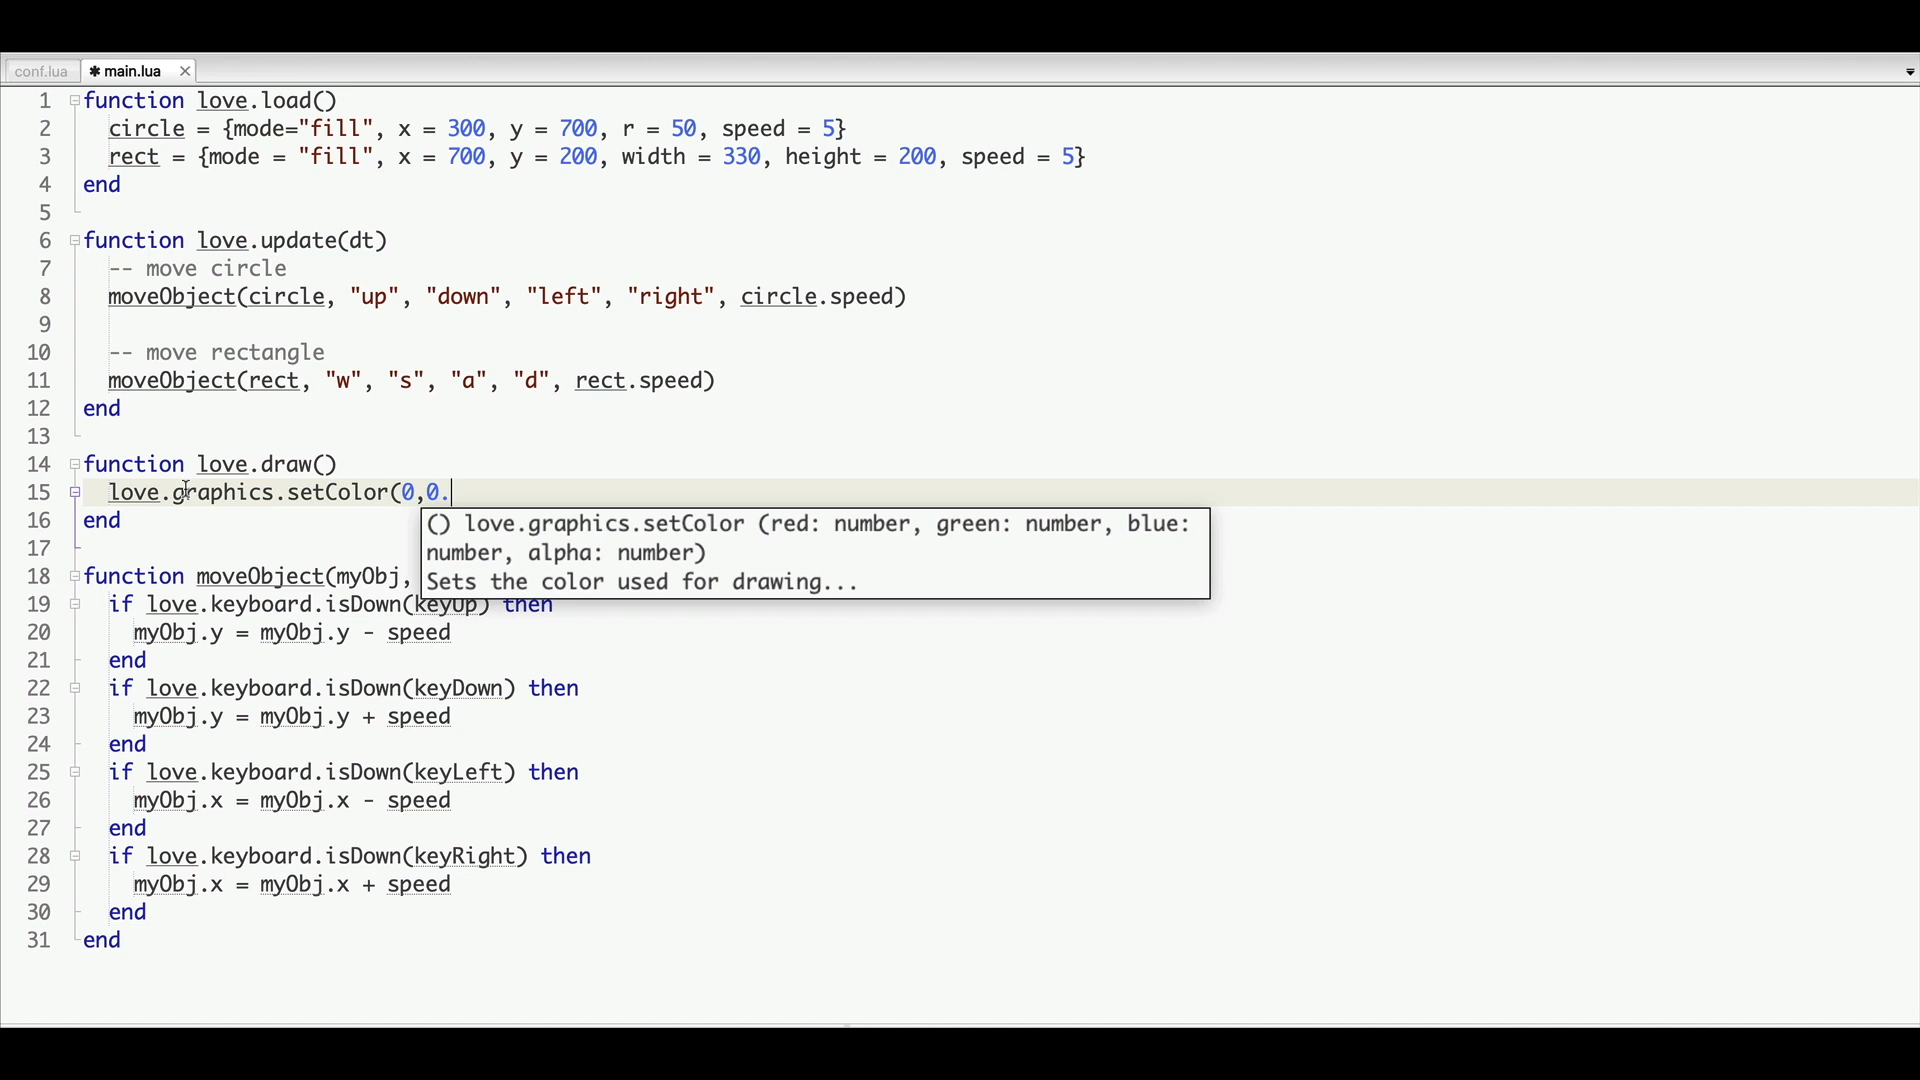 conf.lua ✱ main.lua ✕
1 function love.load()
2 circle = {mode="fill", x = 300, y = 700, r = 50, speed = 5}
3 rect = {mode = "fill", x = 700, y = 200, width = 330, height = 200, speed = 5}
4 end
5
6 function love.update(dt)
7 -- move circle
8 moveObject(circle, "up", "down", "left", "right", circle.speed)
9
10 -- move rectangle
11 moveObject(rect, "w", "s", "a", "d", rect.speed)
12 end
13
14 function love.draw()
15 love.graphics.setColor(0,0.
16 end
() love.graphics.setColor (red: number, green: number, blue:
number, alpha: number)
Sets the color used for drawing...
17
18 function moveObject(myObj,
19 if love.keyboard.isDown(keyUp) then
20 myObj.y = myObj.y - speed
21 end
22 if love.keyboard.isDown(keyDown) then
23 myObj.y = myObj.y + speed
24 end
25 if love.keyboard.isDown(keyLeft) then
26 myObj.x = myObj.x - speed
27 end
28 if love.keyboard.isDown(keyRight) then
29 myObj.x = myObj.x + speed
30 end
31 end